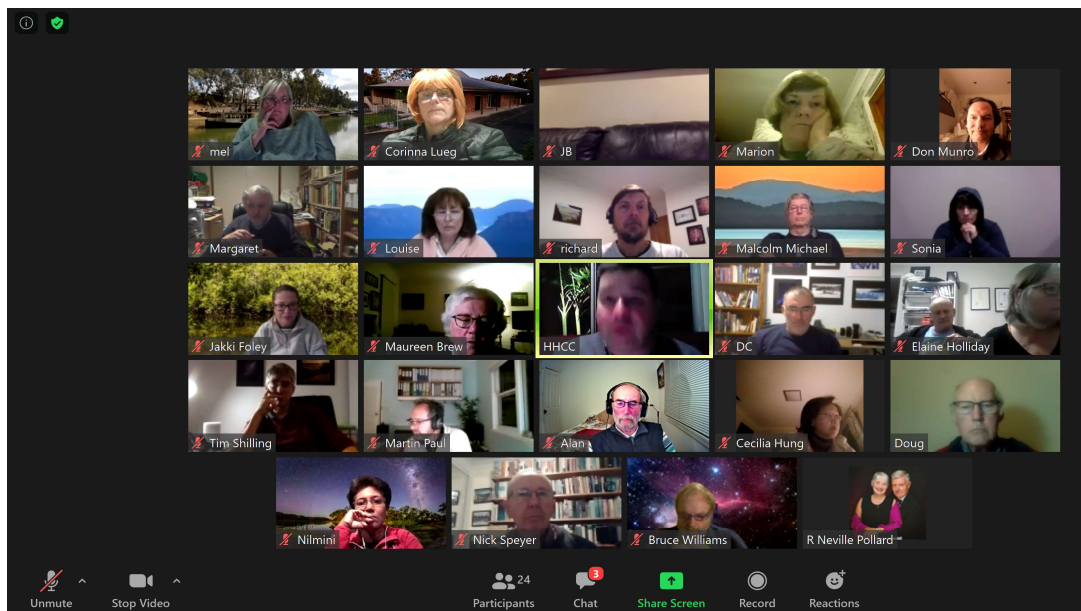 mel
Corinna Lueg
JB
Marion
Don Munro
Margaret
Louise
richard
Malcolm Michael
Sonia
Jakki Foley
Maureen Brew
HHCC
DC
Elaine Holliday
Tim Shilling
Martin Paul
Alan
Cecilia Hung
Doug
Nilmini
Nick Speyer
Bruce Williams
R Neville Pollard
24
3
Unmute
Stop Video
Participants
Chat
Share Screen
Record
Reactions